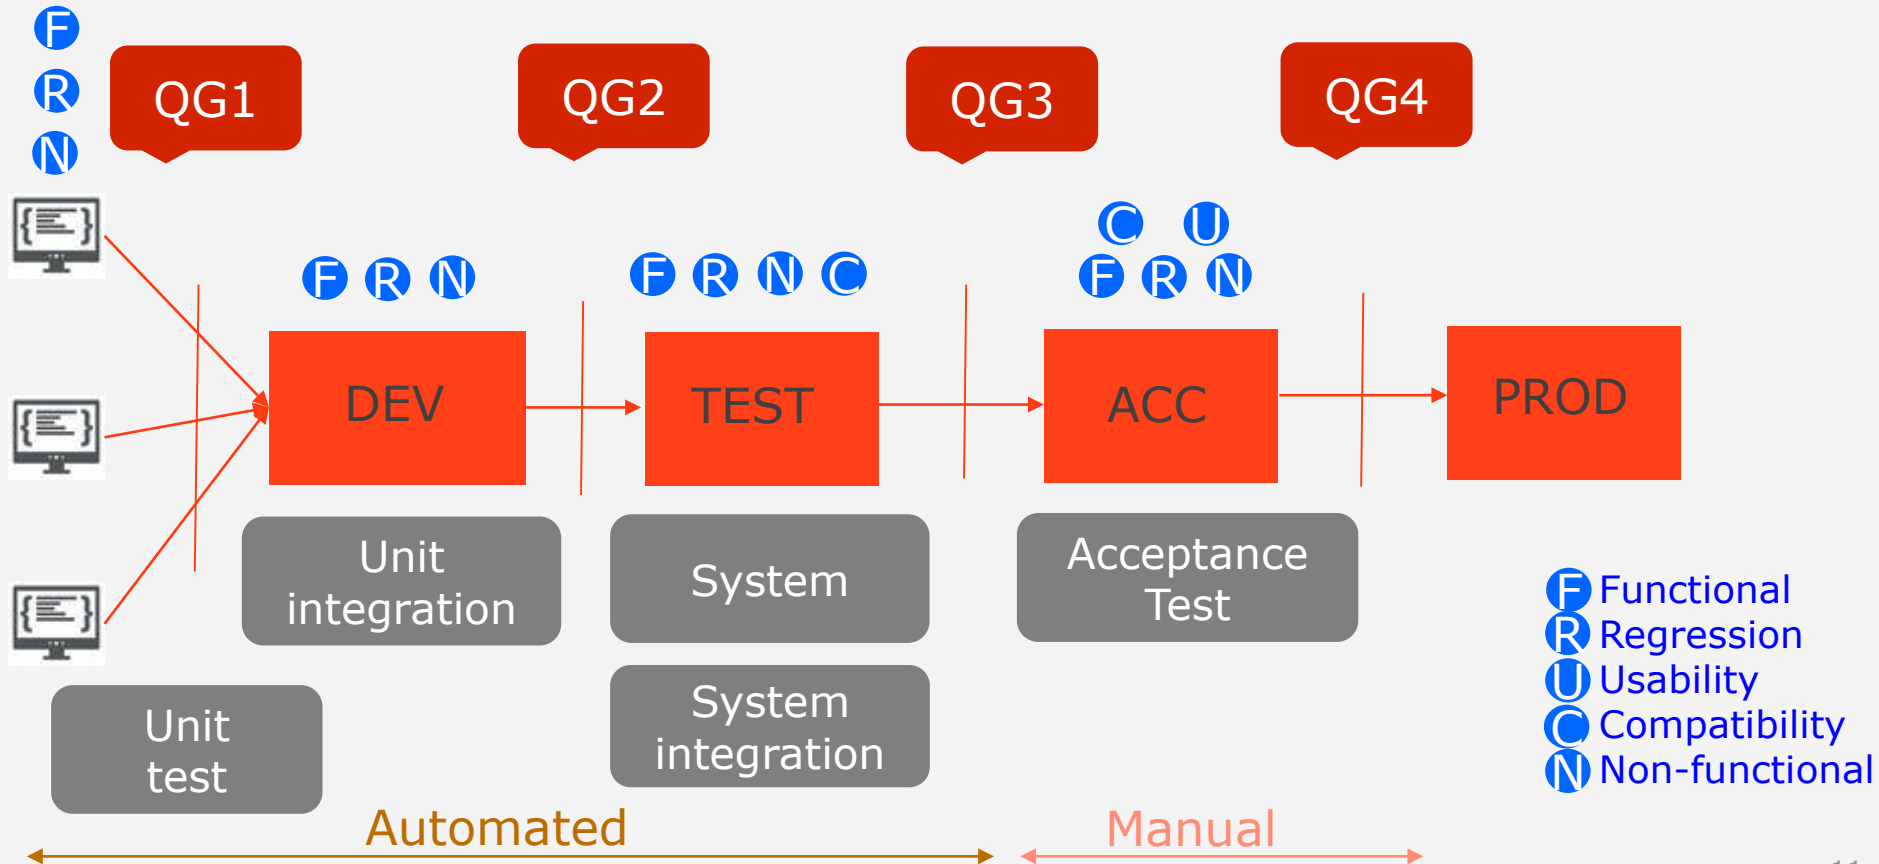 F
R
N
QG1
QG2
QG3
QG4
C U
F R N
F R N C
F R N
DEV
TEST
ACC
PROD
Unit
integration
System
Acceptance
Test
System
integration
Unit
test
F Functional
R Regression
U Usability
C Compatibility
N Non-functional
Automated
Manual